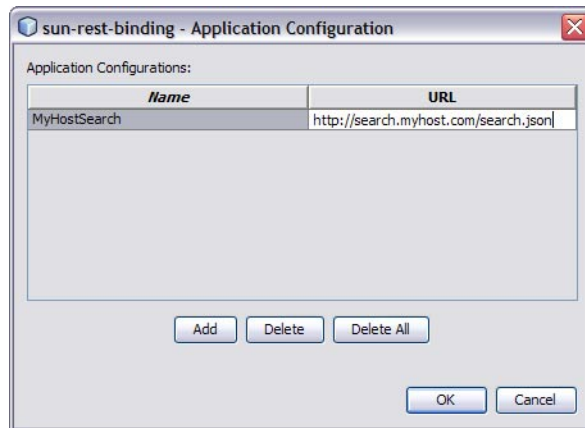 sun-rest-binding - Application Configuration
Application Configurations:
Name URL
MyHostSearch http://search.myhost.com/search.json
Add Delete Delete All
OK Cancel